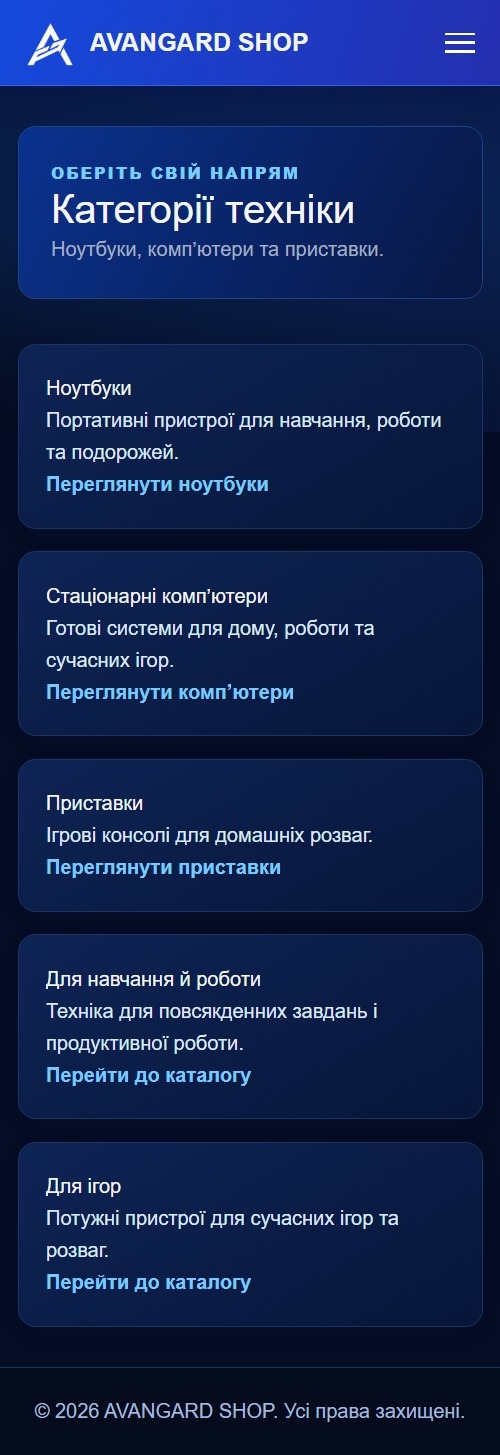 AVANGARD SHOP
ОБЕРІТЬ СВІЙ НАПРЯМ
Категорії техніки
Ноутбуки, комп’ютери та приставки.
Ноутбуки
Портативні пристрої для навчання, роботи
та подорожей.
Переглянути ноутбуки
Стаціонарні комп’ютери
Готові системи для дому, роботи та
сучасних ігор.
Переглянути комп’ютери
Приставки
Ігрові консолі для домашніх розваг.
Переглянути приставки
Для навчання й роботи
Техніка для повсякденних завдань і
продуктивної роботи.
Перейти до каталогу
Для ігор
Потужні пристрої для сучасних ігор та
розваг.
Перейти до каталогу
© 2026 AVANGARD SHOP. Усі права захищені.